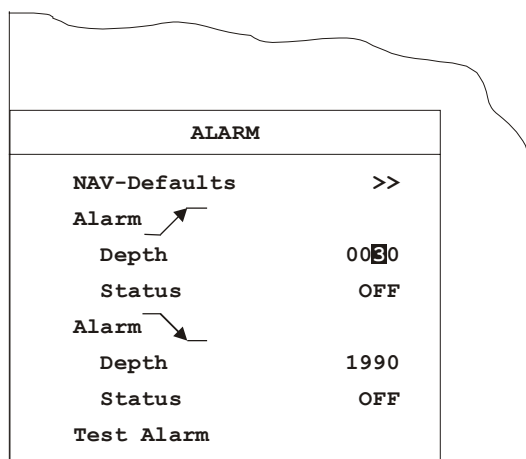 ALARM
NAV-Defaults >>
Alarm
Depth 0030
Status OFF
Alarm
Depth 1990
Status OFF
Test Alarm